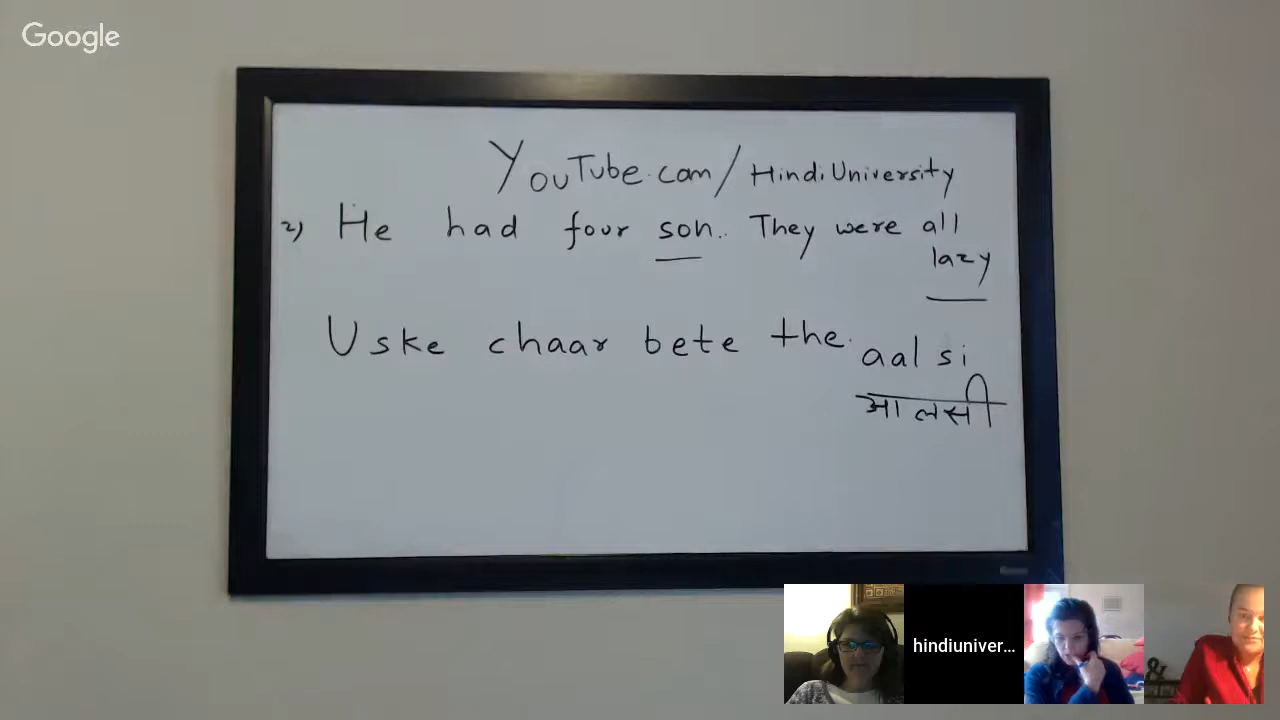 Google
YouTube.com/HindiUniversity
2) He had four son. They were all
lazy
Uske chaar bete the. aalsi
आलसी
hindiuniver...